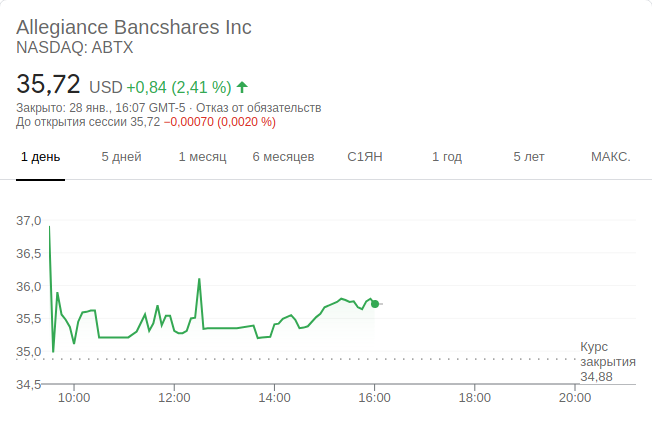 Allegiance Bancshares Inc
NASDAQ: ABTX
35,72 USD +0,84 (2,41 %)
Закрыто: 28 янв., 16:07 GMT-5 · Отказ от обязательств
До открытия сессии 35,72 −0,00070 (0,0020 %)
1 день 5 дней 1 месяц 6 месяцев С1ЯН 1 год 5 лет МАКС.
37,0
36,5
36,0
35,5
35,0
34,5
Курс
закрытия
34,88
10:00 12:00 14:00 16:00 18:00 20:00